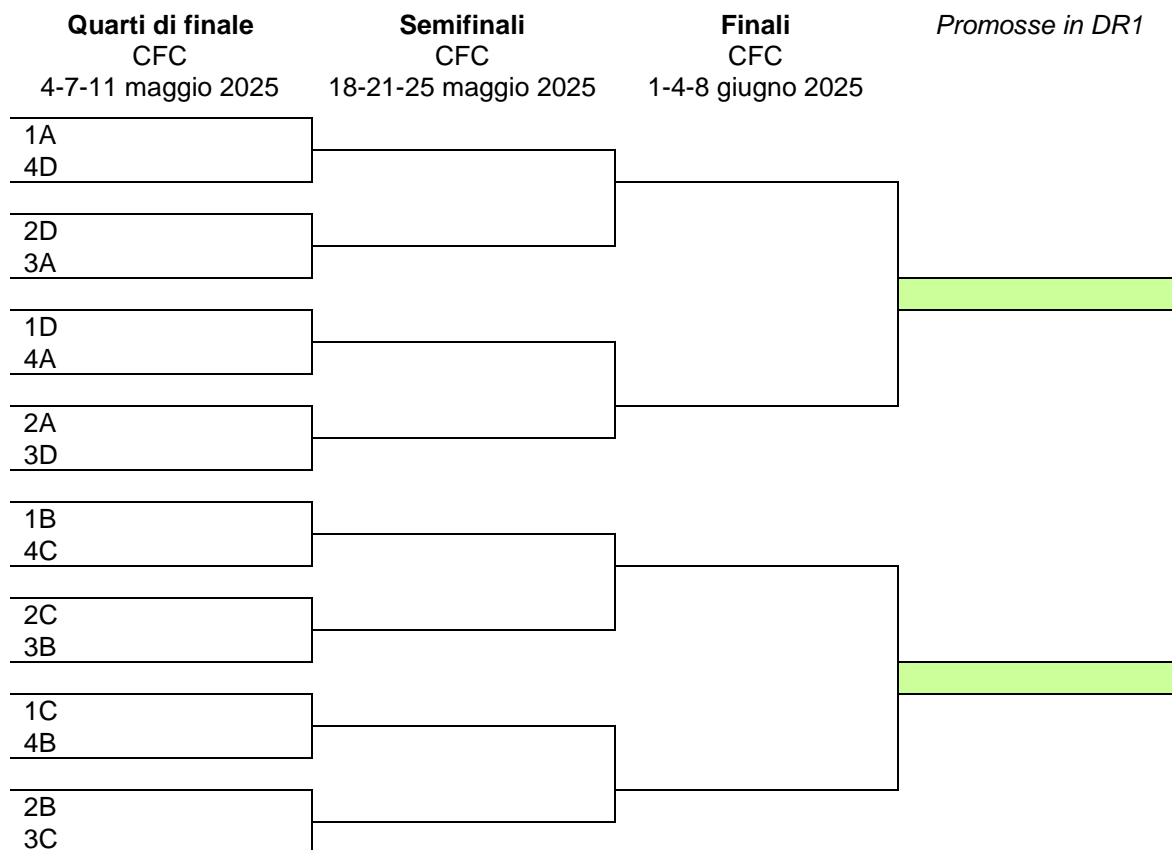 Quarti di finale
CFC
4-7-11 maggio 2025
Semifinali
CFC
18-21-25 maggio 2025
Finali
CFC
1-4-8 giugno 2025
Promosse in DR1
1A
4D
2D
3A
1D
4A
2A
3D
1B
4C
2C
3B
1C
4B
2B
3C